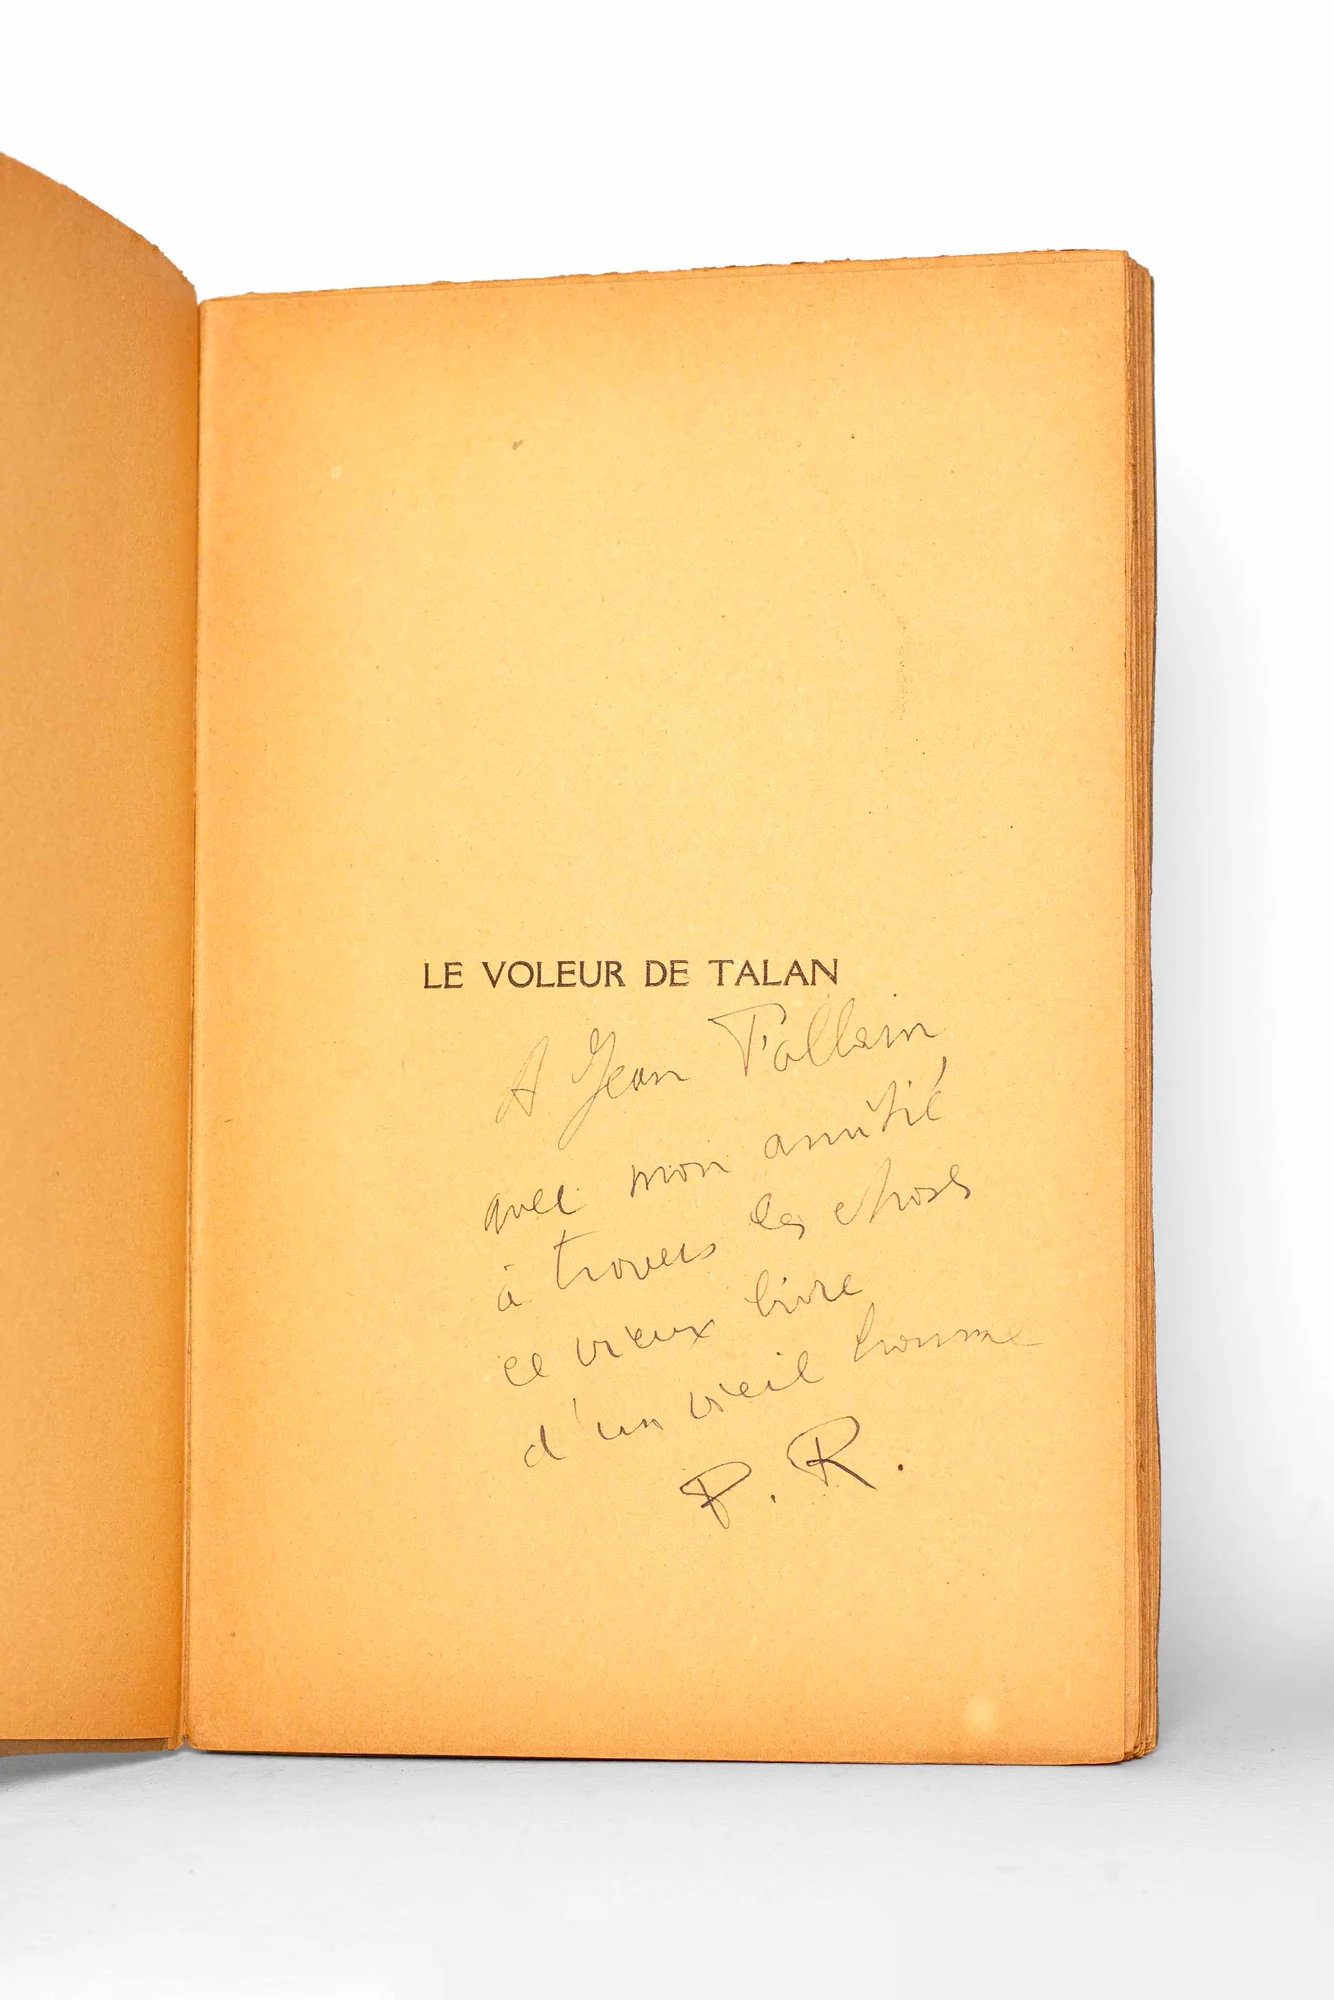 LE VOLEUR DE TALAN
A Jean Follain
avec mon amitié
à travers les choses
ce vieux livre
d'un vieil homme
P. R.